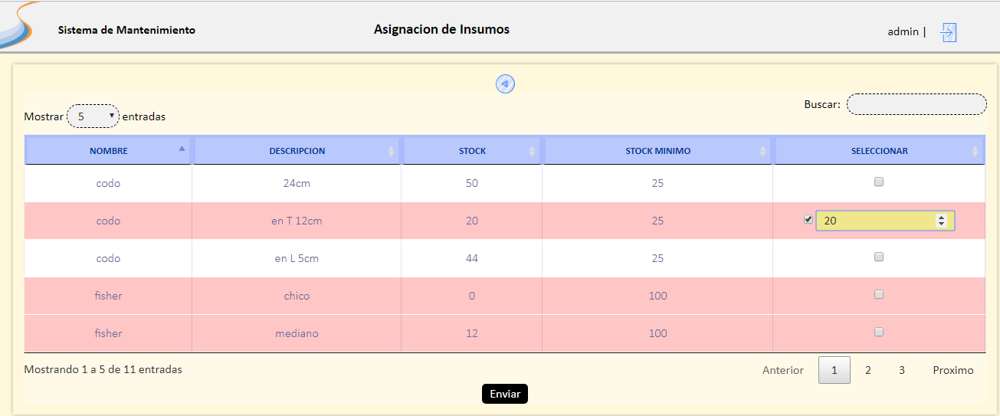 Sistema de Mantenimiento Asignacion de Insumos admin |
Buscar:
Mostrar 5 entradas
NOMBRE DESCRIPCION STOCK STOCK MINIMO SELECCIONAR
codo 24cm 50 25
codo en T 12cm 20 25 20
codo en L 5cm 44 25
fisher chico 0 100
fisher mediano 12 100
Mostrando 1 a 5 de 11 entradas Anterior 1 2 3 Proximo
Enviar